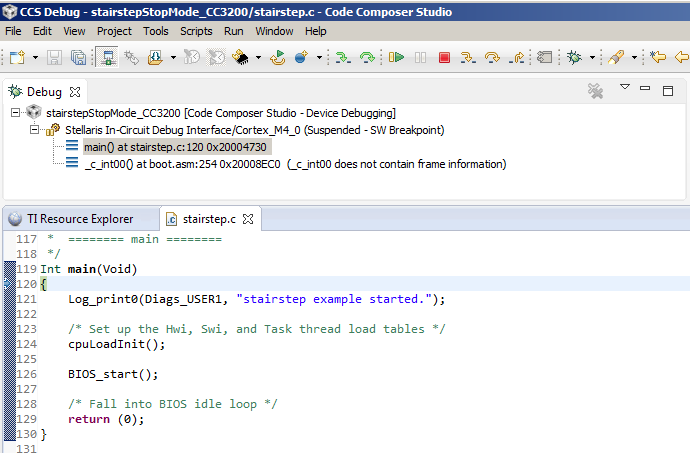 CCS Debug - stairstepStopMode_CC3200/stairstep.c - Code Composer Studio
File Edit View Project Tools Scripts Run Window Help
Debug
stairstepStopMode_CC3200 [Code Composer Studio - Device Debugging]
Stellaris In-Circuit Debug Interface/Cortex_M4_0 (Suspended - SW Breakpoint)
main() at stairstep.c:120 0x20004730
_c_int00() at boot.asm:254 0x20008EC0 (_c_int00 does not contain frame information)
TI Resource Explorer
.c stairstep.c
117 * ======== main ========
118 */
119 Int main(Void)
120 {
121 Log_print0(Diags_USER1, "stairstep example started.");
122
123 /* Set up the Hwi, Swi, and Task thread load tables */
124 cpuLoadInit();
125
126 BIOS_start();
127
128 /* Fall into BIOS idle loop */
129 return (0);
130 }
131